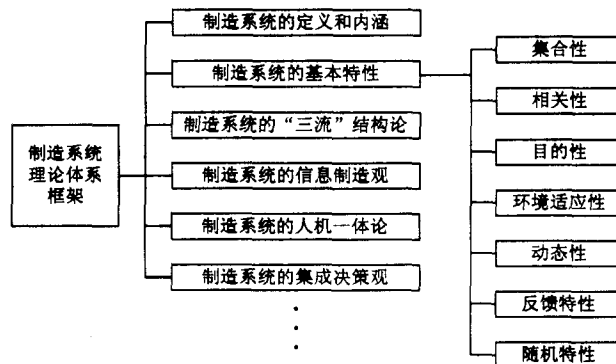 制造系统
理论体系
框架
制造系统的定义和内涵
制造系统的基本特性
制造系统的“三流”结构论
制造系统的信息制造观
制造系统的人机一体论
制造系统的集成决策观
集合性
相关性
目的性
环境适应性
动态性
反馈特性
随机特性